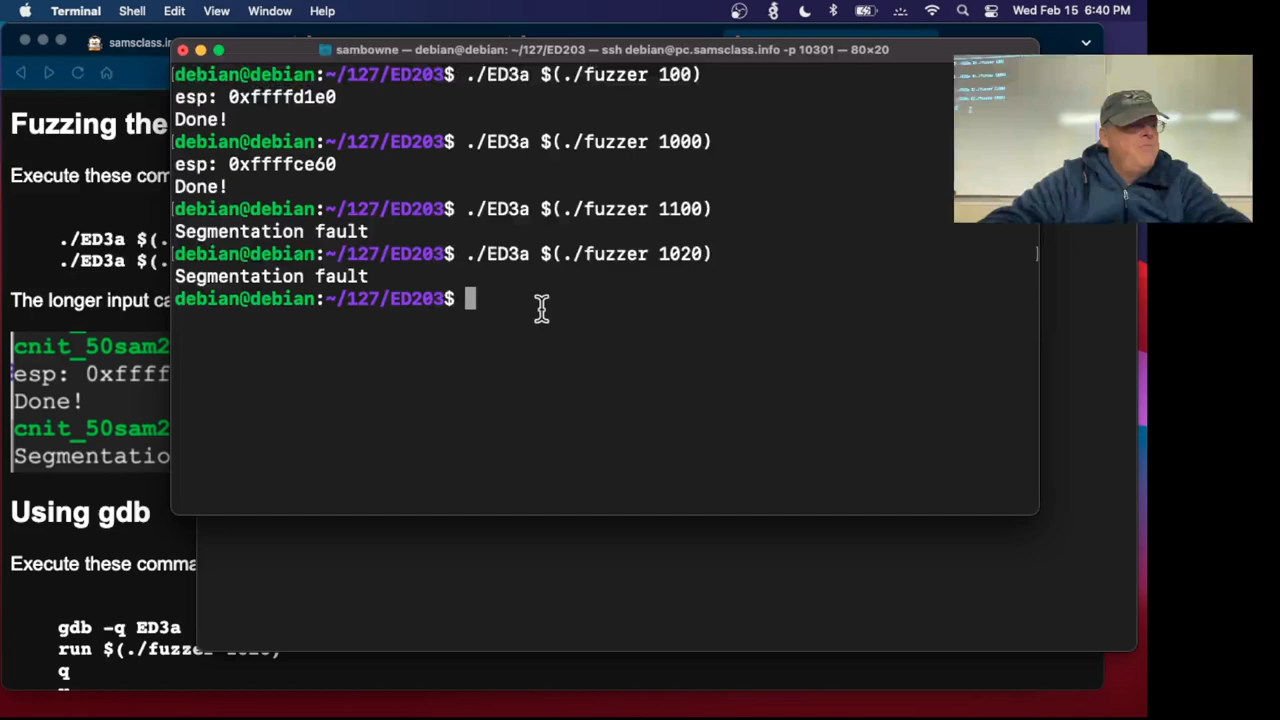 Terminal Shell Edit View Window Help
Wed Feb 15 6:40 PM
samsclass.in
sambowne — debian@debian: ~/127/ED203 — ssh debian@pc.samsclass.info -p 10301 — 80×20
debian@debian:~/127/ED203$ ./ED3a $(./fuzzer 100)
esp: 0xffffd1e0
Done!
debian@debian:~/127/ED203$ ./ED3a $(./fuzzer 1000)
esp: 0xffffce60
Done!
debian@debian:~/127/ED203$ ./ED3a $(./fuzzer 1100)
Segmentation fault
debian@debian:~/127/ED203$ ./ED3a $(./fuzzer 1020)
Segmentation fault
debian@debian:~/127/ED203$
Fuzzing the
Execute these com
./ED3a $(.
./ED3a $(.
The longer input ca
cnit_50sam2
esp: 0xffff
Done!
cnit_50sam2
Segmentatio
Using gdb
Execute these comma
gdb -q ED3a
run $(./fuzzer 1020)
q